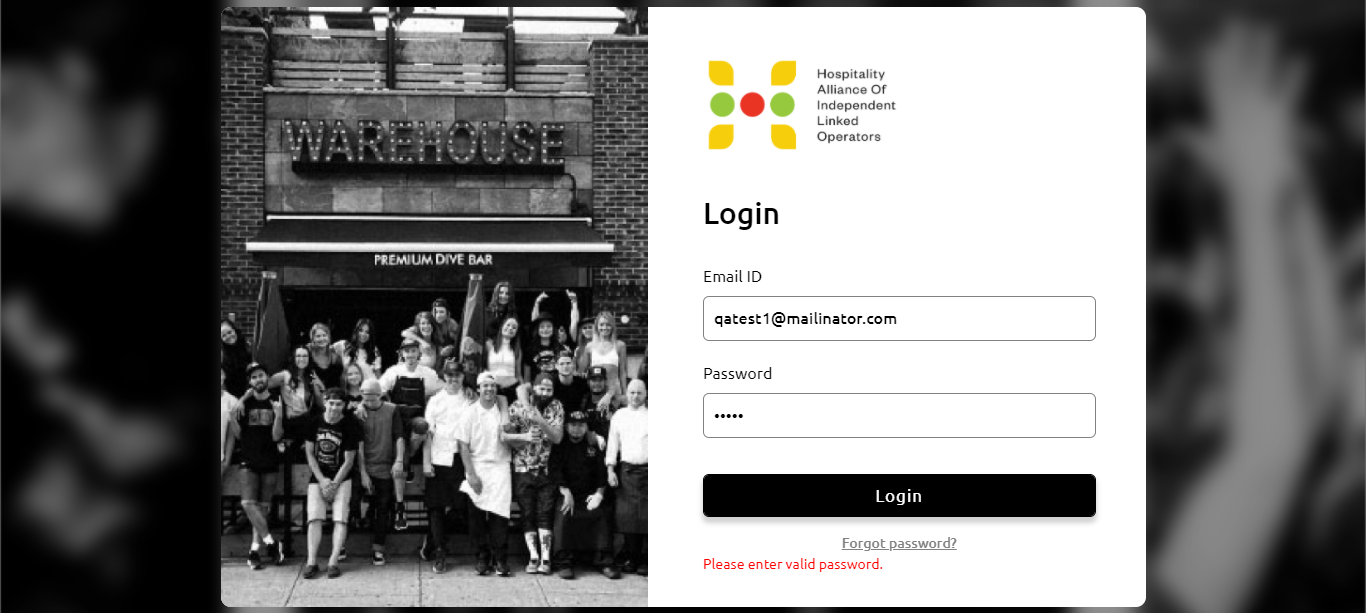 WAREHOUSE
PREMIUM DIVE BAR
Hospitality
Alliance Of
Independent
Linked
Operators
Login
Email ID
qatest1@mailinator.com
Password
•••••
Login
Forgot password?
Please enter valid password.